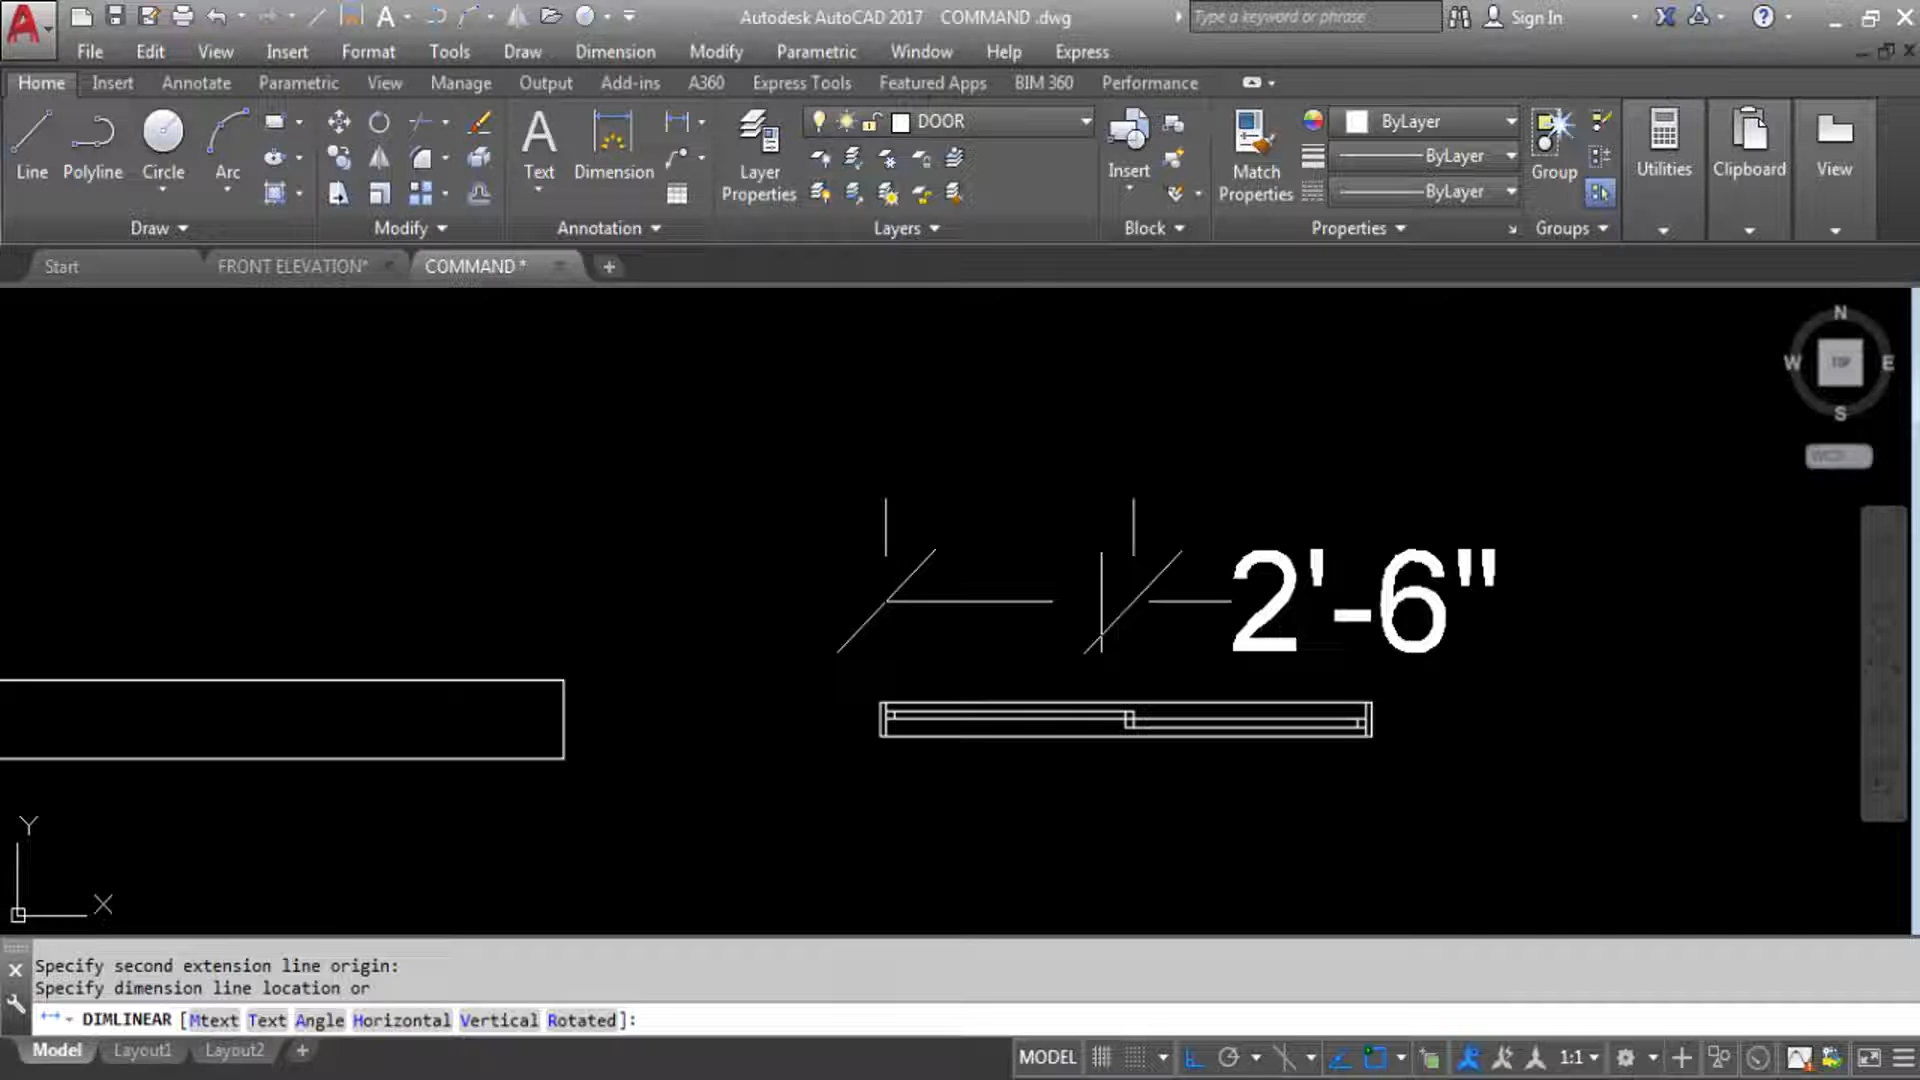 Autodesk AutoCAD 2017 COMMAND .dwg
Type a keyword or phrase
Sign In
File Edit View Insert Format Tools Draw Dimension Modify Parametric Window Help Express
Home Insert Annotate Parametric View Manage Output Add-ins A360 Express Tools Featured Apps BIM 360 Performance
DOOR
ByLayer
ByLayer
ByLayer
Line Polyline Circle Arc
Text Dimension
Layer Properties
Insert
Match Properties
Group
Utilities Clipboard View
Draw Modify Annotation Layers Block Properties Groups
Start FRONT ELEVATION* COMMAND*
N
W TOP E
S
2'-6"
Y
X
Specify second extension line origin:
Specify dimension line location or
DIMLINEAR [Mtext Text Angle Horizontal Vertical Rotated]:
Model Layout1 Layout2 +
MODEL 1:1